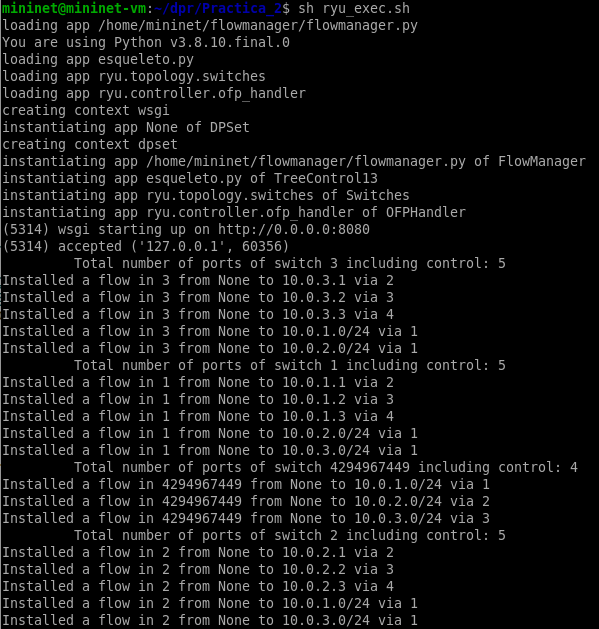 mininet@mininet-vm:~/dpr/Practica_2$ sh ryu_exec.sh
loading app /home/mininet/flowmanager/flowmanager.py
You are using Python v3.8.10.final.0
loading app esqueleto.py
loading app ryu.topology.switches
loading app ryu.controller.ofp_handler
creating context wsgi
instantiating app None of DPSet
creating context dpset
instantiating app /home/mininet/flowmanager/flowmanager.py of FlowManager
instantiating app esqueleto.py of TreeControl13
instantiating app ryu.topology.switches of Switches
instantiating app ryu.controller.ofp_handler of OFPHandler
(5314) wsgi starting up on http://0.0.0.0:8080
(5314) accepted ('127.0.0.1', 60356)
Total number of ports of switch 3 including control: 5
Installed a flow in 3 from None to 10.0.3.1 via 2
Installed a flow in 3 from None to 10.0.3.2 via 3
Installed a flow in 3 from None to 10.0.3.3 via 4
Installed a flow in 3 from None to 10.0.1.0/24 via 1
Installed a flow in 3 from None to 10.0.2.0/24 via 1
Total number of ports of switch 1 including control: 5
Installed a flow in 1 from None to 10.0.1.1 via 2
Installed a flow in 1 from None to 10.0.1.2 via 3
Installed a flow in 1 from None to 10.0.1.3 via 4
Installed a flow in 1 from None to 10.0.2.0/24 via 1
Installed a flow in 1 from None to 10.0.3.0/24 via 1
Total number of ports of switch 4294967449 including control: 4
Installed a flow in 4294967449 from None to 10.0.1.0/24 via 1
Installed a flow in 4294967449 from None to 10.0.2.0/24 via 2
Installed a flow in 4294967449 from None to 10.0.3.0/24 via 3
Total number of ports of switch 2 including control: 5
Installed a flow in 2 from None to 10.0.2.1 via 2
Installed a flow in 2 from None to 10.0.2.2 via 3
Installed a flow in 2 from None to 10.0.2.3 via 4
Installed a flow in 2 from None to 10.0.1.0/24 via 1
Installed a flow in 2 from None to 10.0.3.0/24 via 1